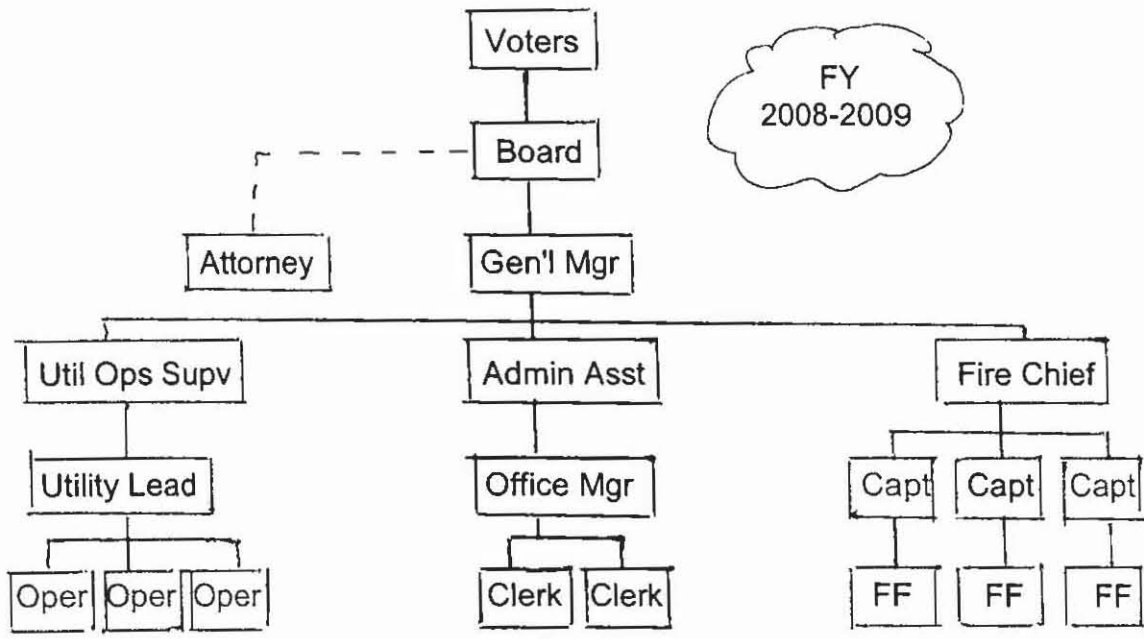 Voters
FY
2008-2009
Board
Attorney
Gen'l Mgr
Util Ops Supv
Admin Asst
Fire Chief
Utility Lead
Office Mgr
Capt
Capt
Capt
Oper
Oper
Oper
Clerk
Clerk
FF
FF
FF